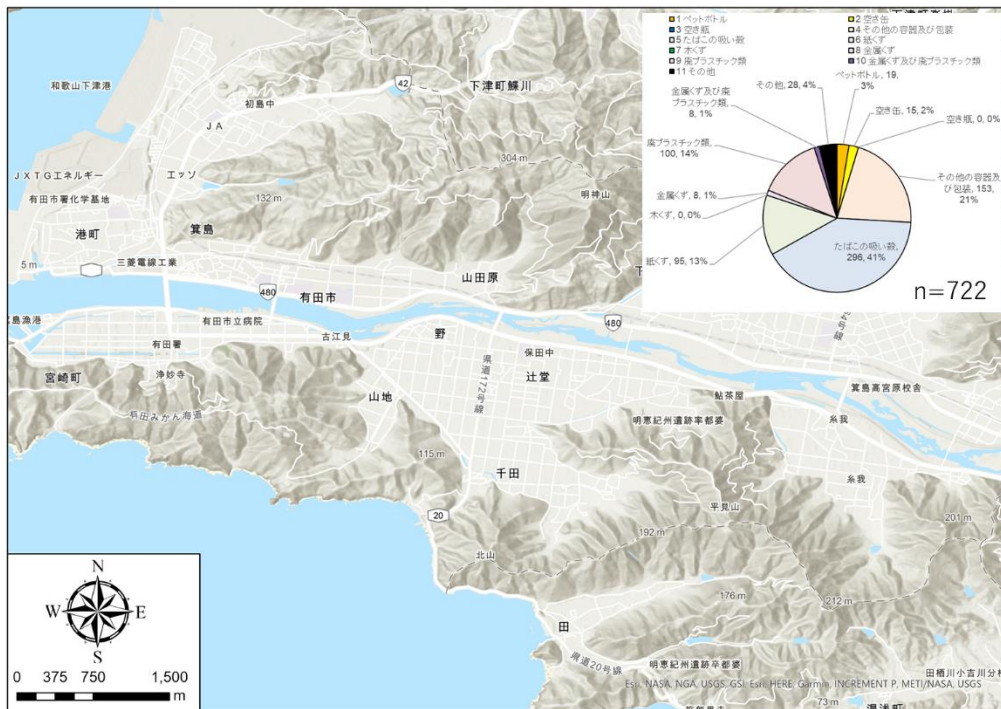 1 ペットボトル
2 空き缶
3 空き瓶
4 その他の容器及び包装
5 たばこの吸い殻
6 紙くず
7 木くず
8 金属くず
9 廃プラスチック類
10 金属くず及び廃プラスチック類
11 その他
ペットボトル, 19,
3%
空き缶, 15, 2%
空き瓶, 0, 0%
その他の容器及
び包装, 153,
21%
たばこの吸い殻,
296, 41%
紙くず, 95, 13%
木くず, 0, 0%
金属くず, 8, 1%
廃プラスチック類,
100, 14%
金属くず及び廃
プラスチック類,
8, 1%
その他, 28, 4%
n=722
和歌山下津港
42
下津町鰈川
初島中
JA
304 m
JXTGエネルギー
エッソ
有田市署化学基地
132 m
明神山
港町
箕島
5 m
三菱電線工業
山田原
480
有田市
480
有田市立病院
古江見
野
有田署
保田中
県道172号線
辻堂
宮崎町
浄妙寺
山地
鮎茶屋
箕島高宮原校舎
有田みかん海道
明恵紀州遺跡率都婆
糸我
115 m
千田
糸我
平見山
20
192 m
201 m
北山
176 m
212 m
田
県道20号線
明恵紀州遺跡卒都婆
田栖川小吉川分校
73 m
湯浅町
N
W
E
S
0 375 750 1,500
m
Esri, NASA, NGA, USGS, GSI, Esri, HERE, Garmin, INCREMENT P, METI/NASA, USGS